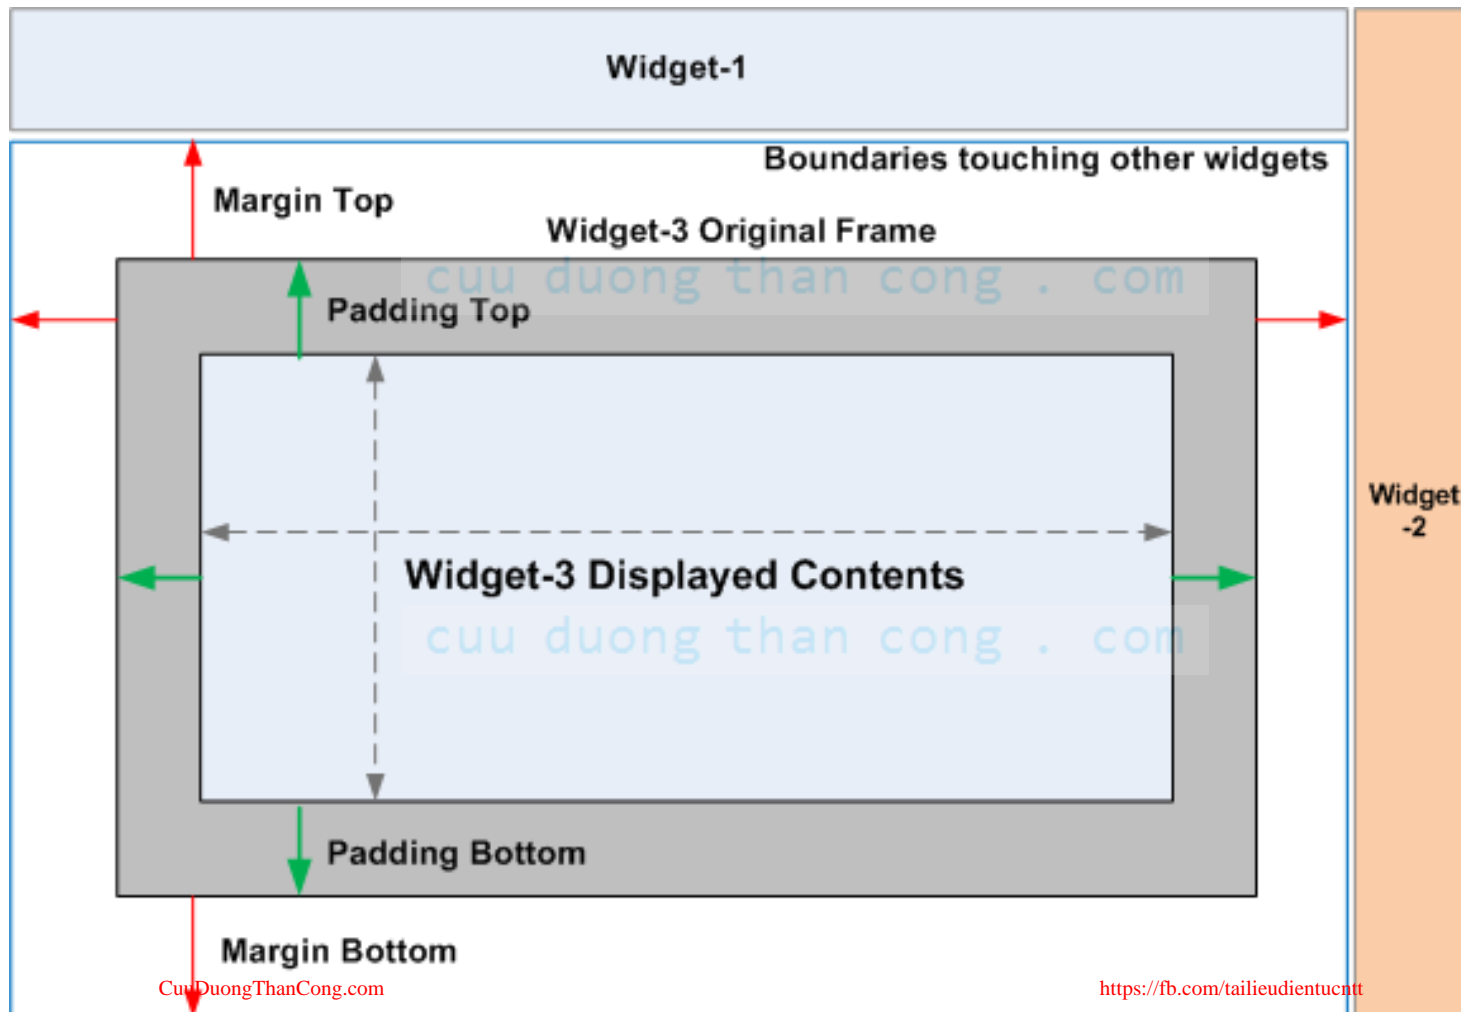 Widget-1
Boundaries touching other widgets
Margin Top
Widget-3 Original Frame
cuu duong than cong . com
Padding Top
Widget
-2
Widget-3 Displayed Contents
cuu duong than cong . com
Padding Bottom
Margin Bottom
CuuDuongThanCong.com
https://fb.com/tailieudientucntt